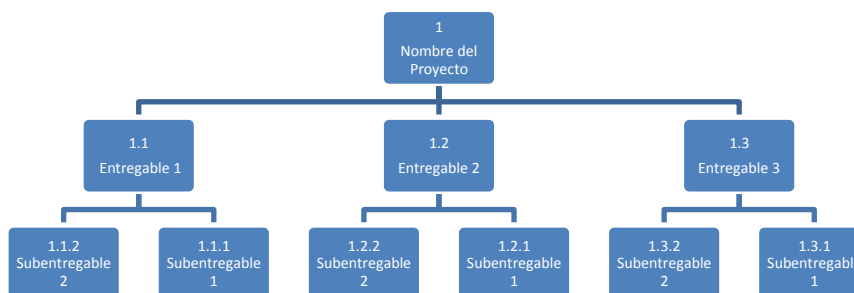 1
Nombre del
Proyecto
1.1
Entregable 1
1.2
Entregable 2
1.3
Entregable 3
1.1.2
Subentregable
2
1.1.1
Subentregable
1
1.2.2
Subentregable
2
1.2.1
Subentregable
1
1.3.2
Subentregable
2
1.3.1
Subentregabl
1